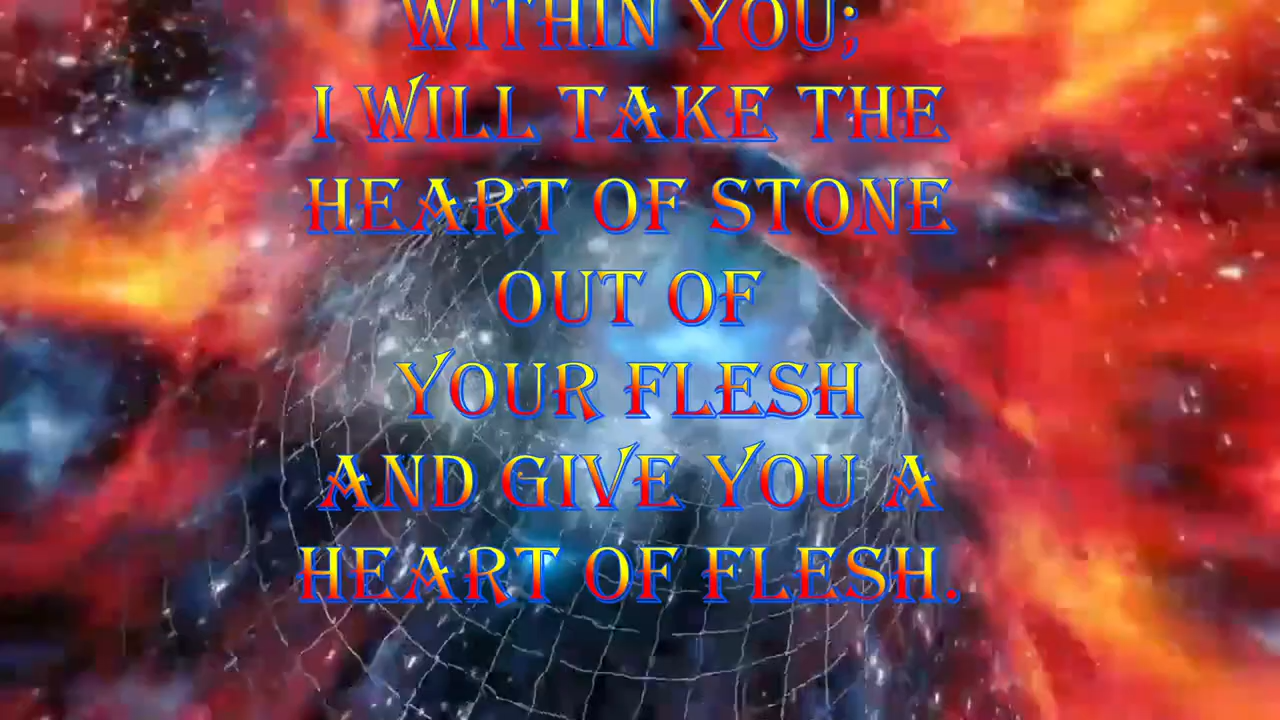 WITHIN YOU;
I WILL TAKE THE
HEART OF STONE
OUT OF
YOUR FLESH
AND GIVE YOU A
HEART OF FLESH.